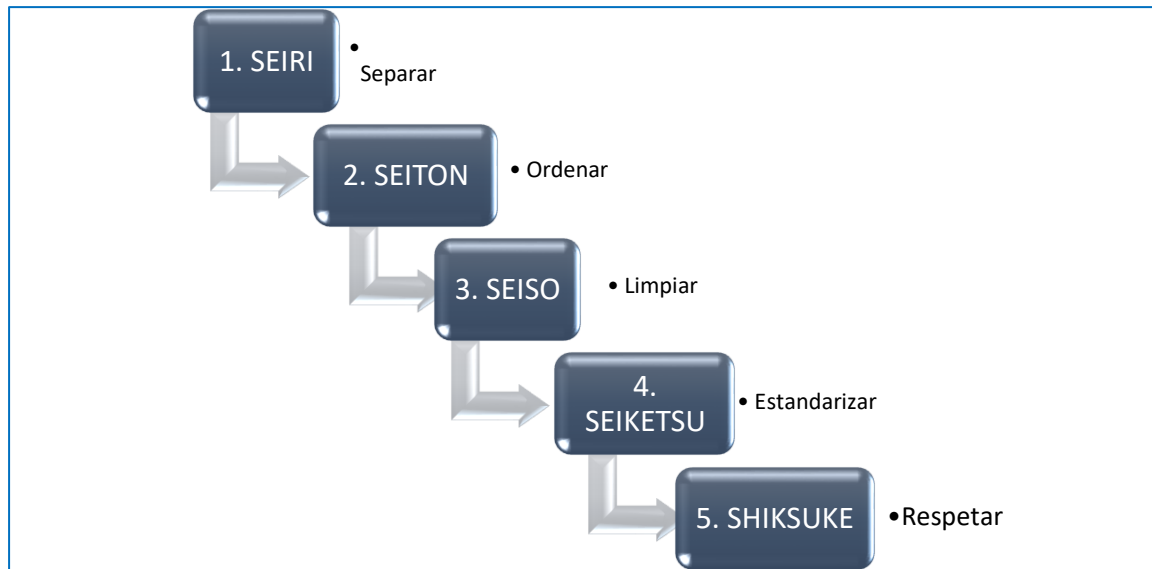 1. SEIRI
•
Separar
2. SEITON
• Ordenar
3. SEISO
• Limpiar
4.
SEIKETSU
• Estandarizar
5. SHIKSUKE
•Respetar